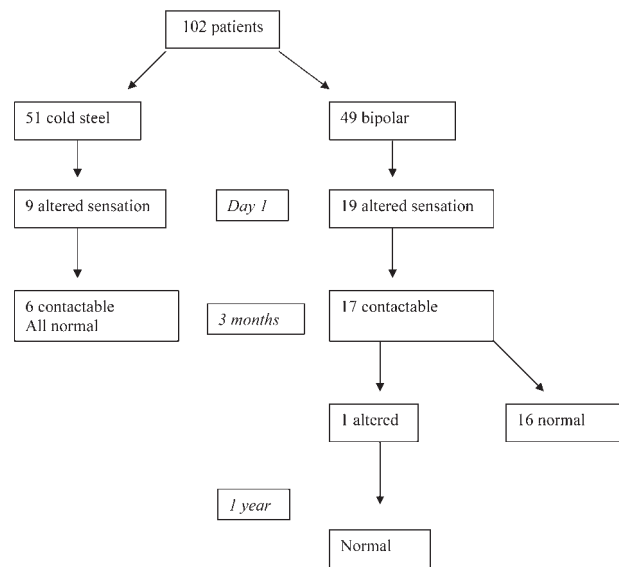 102 patients
51 cold steel
49 bipolar
9 altered sensation
Day 1
19 altered sensation
6 contactable
All normal
3 months
17 contactable
1 altered
16 normal
1 year
Normal